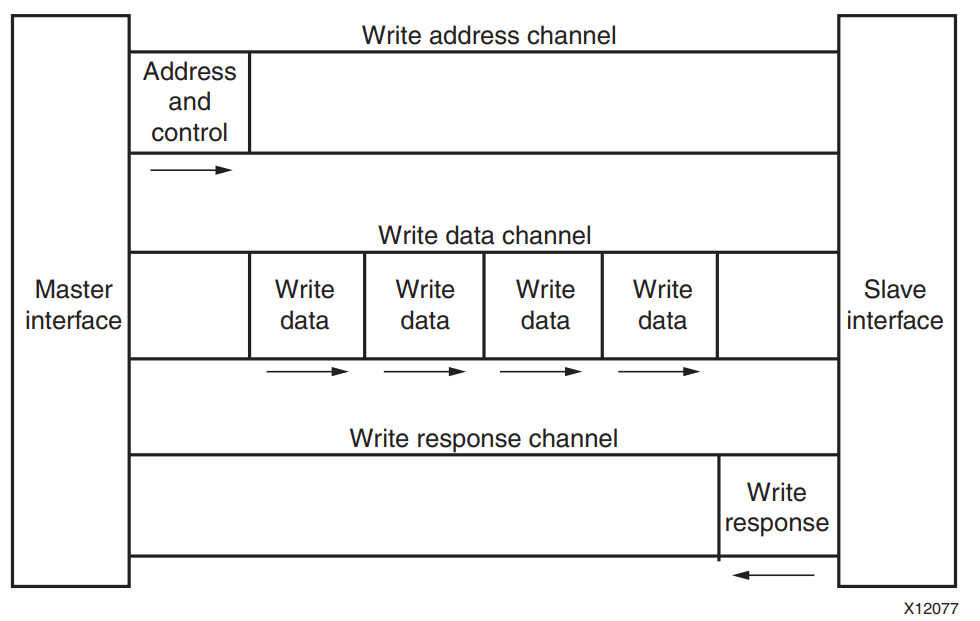 Write address channel
Address
and
control
Write data channel
Master
interface
Write
data
Write
data
Write
data
Write
data
Slave
interface
Write response channel
Write
response
X12077